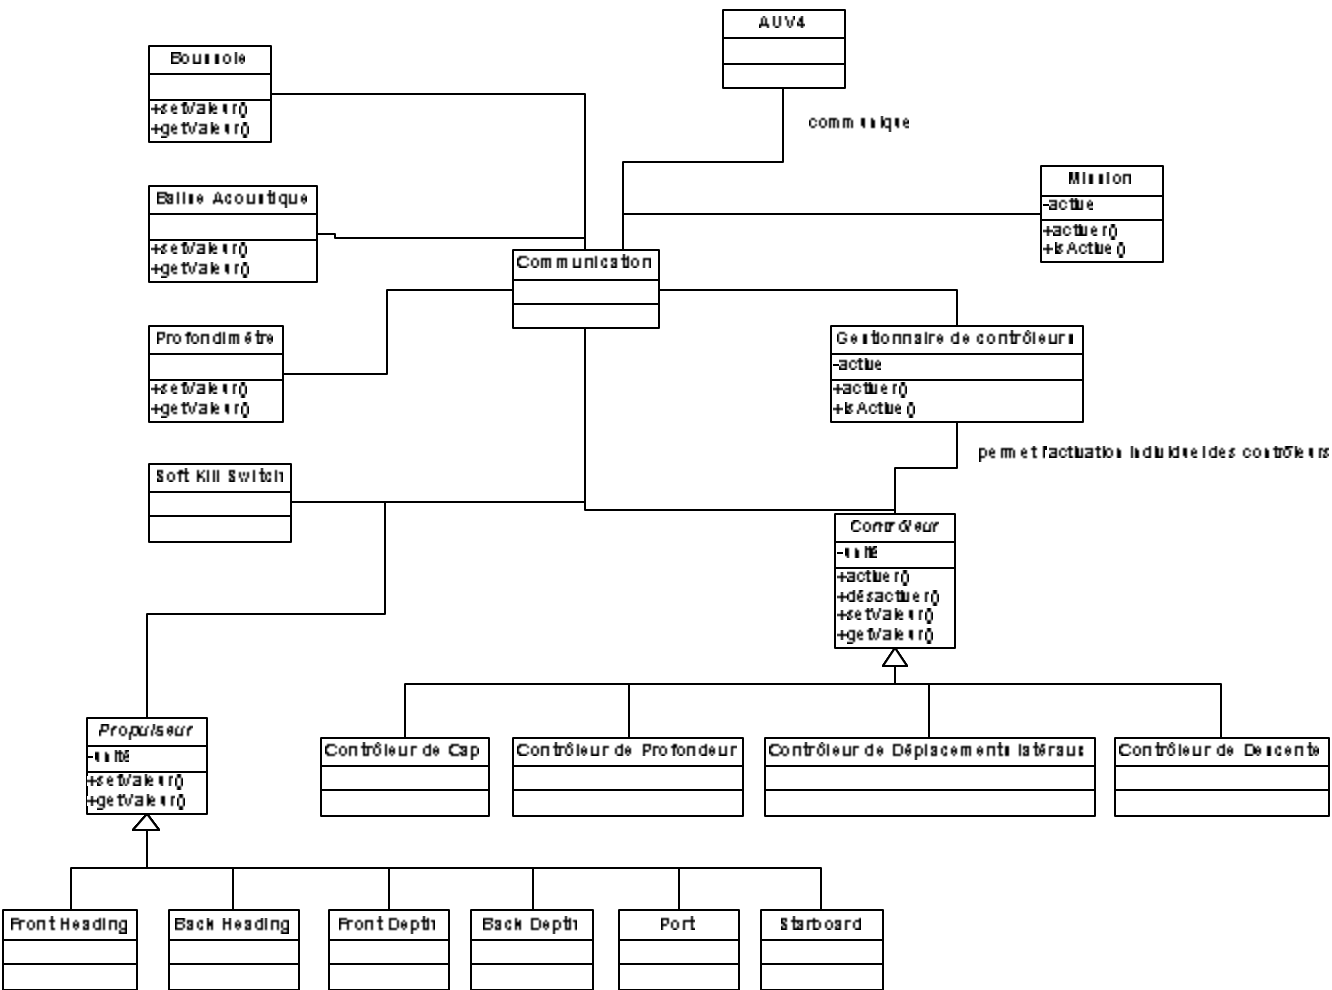 AUV4
Boussole
+setValeur()
+getValeur()
communique
Mission
-active
+activer()
+isActive()
Balise Acoustique
+setValeur()
+getValeur()
Communication
Profondimètre
+setValeur()
+getValeur()
Gestionnaire de contrôleurs
-active
+activer()
+isActive()
permet l'activation individuel des contrôleurs
Soft Kill Switch
Contrôleur
-unité
+activer()
+désactiver()
+setValeur()
+getValeur()
Propulseur
-unité
+setValeur()
+getValeur()
Contrôleur de Cap
Contrôleur de Profondeur
Contrôleur de Déplacements latéraux
Contrôleur de Descente
Front Heading
Back Heading
Front Depth
Back Depth
Port
Starboard